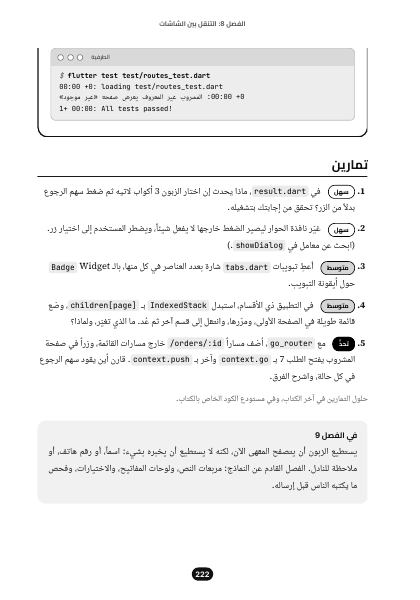 الفصل 8: التنقل بين الشاشات
الطرفية
$ flutter test test/routes_test.dart
00:00 +0: loading test/routes_test.dart
00:00 +0: المشروب غير المعروف يعرض صفحة «غير موجود»
00:00 +1: All tests passed!
تمارين
1. سهل في result.dart، ماذا يحدث إن اختار الزبون 3 أكواب لاتيه ثم ضغط سهم الرجوع
بدلاً من الزر؟ تحقق من إجابتك بتشغيله.
2. سهل غيّر نافذة الحوار ليصير الضغط خارجها لا يفعل شيئاً، ويضطر المستخدم إلى اختيار زر.
(ابحث عن معامل في showDialog.)
3. متوسط أعطِ تبويبات tabs.dart شارة بعدد العناصر في كل منها، بالـ Widget Badge
حول أيقونة التبويب.
4. متوسط في التطبيق ذي الأقسام، استبدل IndexedStack بـ children[page]، وضع
قائمة طويلة في الصفحة الأولى، ومرّرها، وانتقل إلى قسم آخر ثم عُد. ما الذي تغيّر، ولماذا؟
5. تحدٍّ مع go_router، أضف مساراً /orders/:id خارج مسارات القائمة، وزراً في صفحة
المشروب يفتح الطلب 7 بـ context.go وآخر بـ context.push. قارن أين يقود سهم الرجوع
في كل حالة، واشرح الفرق.
حلول التمارين في آخر الكتاب، وفي مستودع الكود الخاص بالكتاب.
في الفصل 9
يستطيع الزبون أن يتصفح المقهى الآن، لكنه لا يستطيع أن يخبره بشيء: اسماً، أو رقم هاتف، أو
ملاحظة للنادل. الفصل القادم عن النماذج: مربعات النص، ولوحات المفاتيح، والاختيارات، وفحص
ما يكتبه الناس قبل إرساله.
222